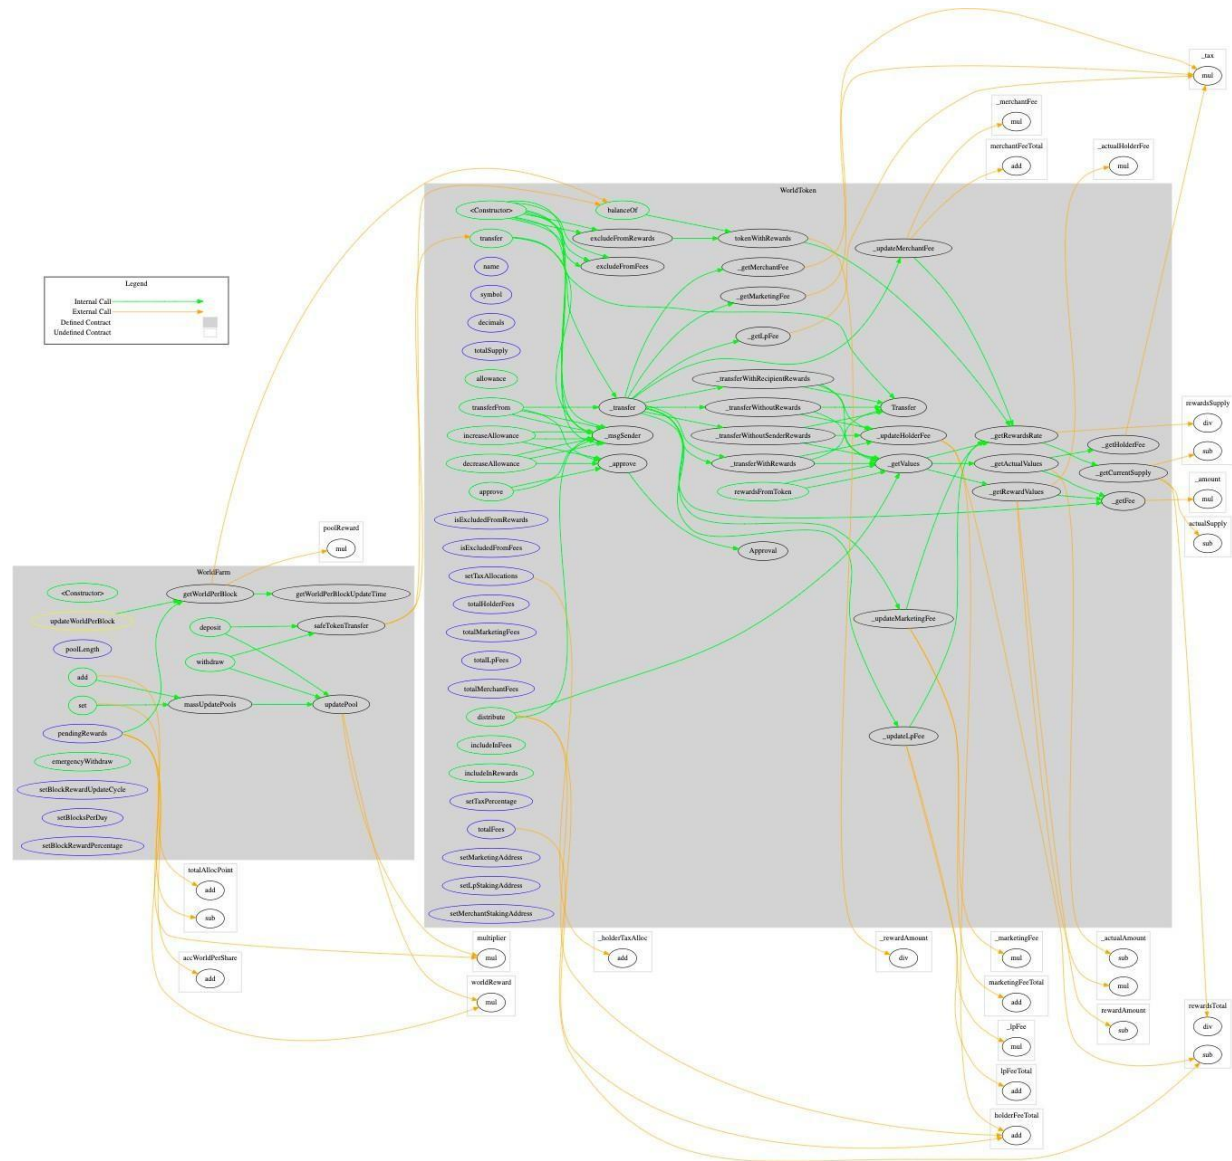 _tax
mul
_merchantFee
mul
merchantFeeTotal
add
_actualHolderFee
mul
WorldToken
<Constructor>
balanceOf
transfer
excludeFromRewards
tokenWithRewards
_updateMerchantFee
name
excludeFromFees
_getMerchantFee
symbol
_getMarketingFee
decimals
_getLpFee
totalSupply
allowance
_transferWithRecipientRewards
transferFrom
_transfer
_transferWithoutRewards
Transfer
increaseAllowance
_msgSender
_transferWithoutSenderRewards
_updateHolderFee
_getRewardsRate
_getHolderFee
decreaseAllowance
_approve
_transferWithRewards
_getValues
_getActualValues
_getCurrentSupply
approve
rewardsFromToken
_getRewardValues
_getFee
isExcludedFromRewards
isExcludedFromFees
Approval
setTaxAllocations
totalHolderFees
totalMarketingFees
_updateMarketingFee
totalLpFees
totalMerchantFees
distribute
_updateLpFee
includeInFees
includeInRewards
setTaxPercentage
totalFees
setMarketingAddress
setLpStakingAddress
setMerchantStakingAddress
rewardsSupply
div
sub
_amount
mul
actualSupply
sub
Legend
Internal Call
External Call
Defined Contract
Undefined Contract
poolReward
mul
WorldFarm
<Constructor>
getWorldPerBlock
getWorldPerBlockUpdateTime
updateWorldPerBlock
deposit
safeTokenTransfer
poolLength
withdraw
add
set
massUpdatePools
updatePool
pendingRewards
emergencyWithdraw
setBlockRewardUpdateCycle
setBlocksPerDay
setBlockRewardPercentage
totalAllocPoint
add
sub
accWorldPerShare
add
multiplier
mul
worldReward
mul
_holderTaxAlloc
add
_rewardAmount
div
_marketingFee
mul
marketingFeeTotal
add
_lpFee
mul
lpFeeTotal
add
holderFeeTotal
add
_actualAmount
sub
mul
rewardAmount
sub
rewardsTotal
div
sub